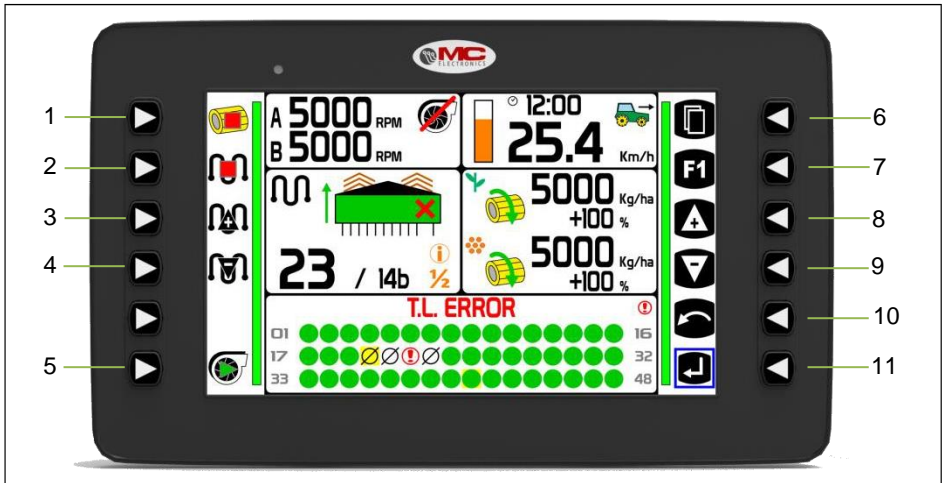 MC
ELECTRONICS
1
2
3
4
5
6
7
8
9
10
11
A 5000 RPM
B 5000 RPM
12:00
25.4 Km/h
23 / 14b
i
1/2
5000 Kg/ha
+100 %
5000 Kg/ha
+100 %
F1
T.L. ERROR
01 16
17 32
33 48